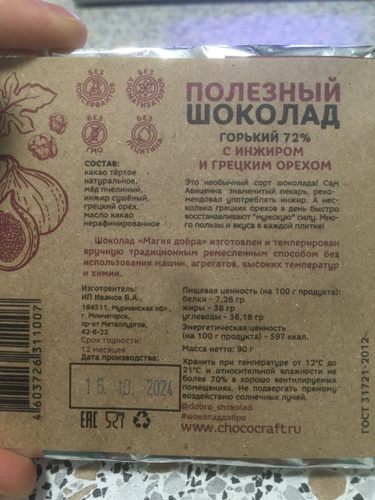 БЕЗ КОНСЕРВАНТОВ
БЕЗ АРОМАТИЗАТОРОВ
БЕЗ ГМО
БЕЗ ЛЕЦИТИНА
ПОЛЕЗНЫЙ
ШОКОЛАД
ГОРЬКИЙ 72%
С ИНЖИРОМ
И ГРЕЦКИМ ОРЕХОМ
СОСТАВ:
какао тёртое
натуральное,
мёд пчелиный,
инжир сушёный,
грецкий орех,
масло какао
нерафинированное
Это необычный сорт шоколада! Сам
Авиценна знаменитый лекарь, реко-
мендовал употреблять инжир. А нес-
колько грецких орехов в день быстро
восстанавливают "мужскую" силу. Мно-
го пользы и вкуса в каждой плитке!
Шоколад «Магия добра» изготовлен и темперирован
вручную традиционным ремесленным способом без
использования машин, агрегатов, высоких температур
и химии.
Изготовитель:
ИП Иванов В.А.,
184511, Мурманская обл.,
г. Мончегорск,
пр-кт Металлургов,
42-6-22
Срок годности:
12 месяцев
Дата производства:
15.10.2024
Пищевая ценность (на 100 г продукта):
белки - 7,26 гр
жиры - 38 гр
углеводы - 36,18 гр
Энергетическая ценность
(на 100 г продукта) - 597 ккал.
Масса нетто: 90 г
Хранить при температуре от 12°С до
21°С и относительной влажности не
более 70% в хорошо вентилируемых
помещениях. Не подвергать прямому
воздействию солнечных лучей.
@dobro_shokolad
#шоколаддобро
www.chococraft.ru
ГОСТ 31721-2012
4603726311007
EAC